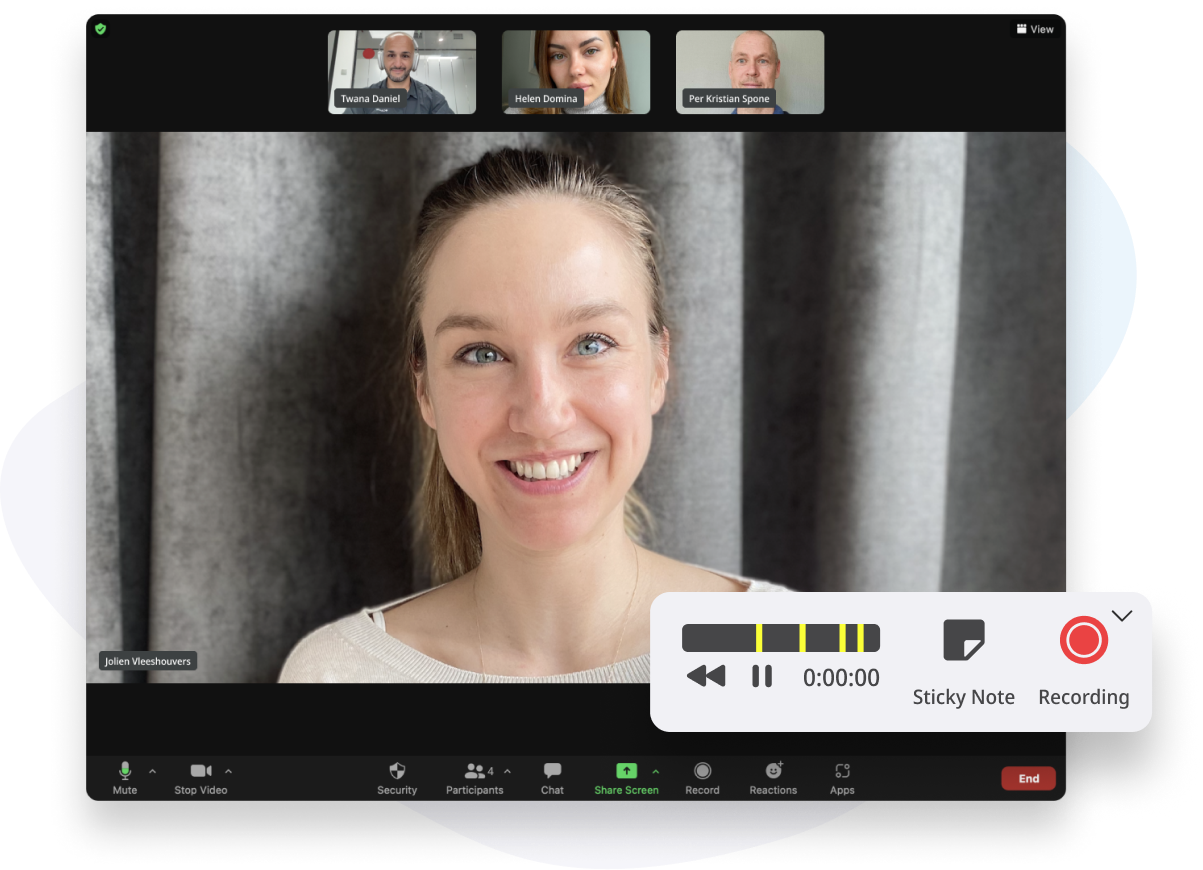 View
Twana Daniel
Helen Domina
Per Kristian Spone
Jolien Vleeshouvers
0:00:00
Sticky Note
Recording
Mute
Stop Video
Security
4
Participants
Chat
Share Screen
Record
Reactions
Apps
End